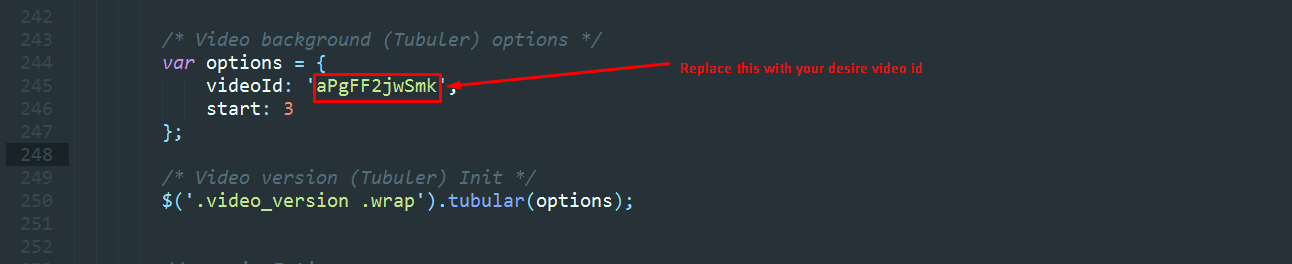 242
243 /* Video background (Tubuler) options */
244 var options = {
245 videoId: 'aPgFF2jwSmk', Replace this with your desire video id
246 start: 3
247 };
248
249 /* Video version (Tubuler) Init */
250 $('.video_version .wrap').tubular(options);
251
252